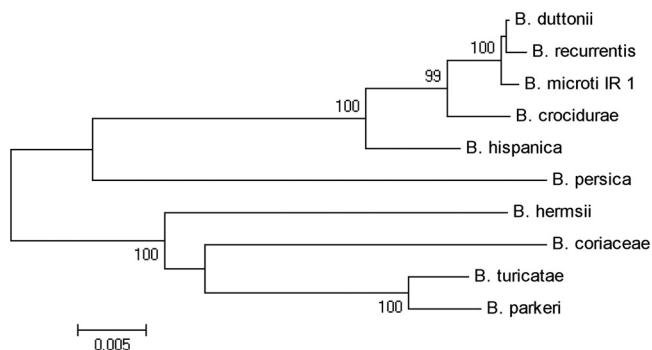 B. duttonii
100
B. recurrentis
99
B. microti IR 1
100
B. crocidurae
B. hispanica
B. persica
B. hermsii
100
B. coriaceae
B. turicatae
100
B. parkeri
0.005